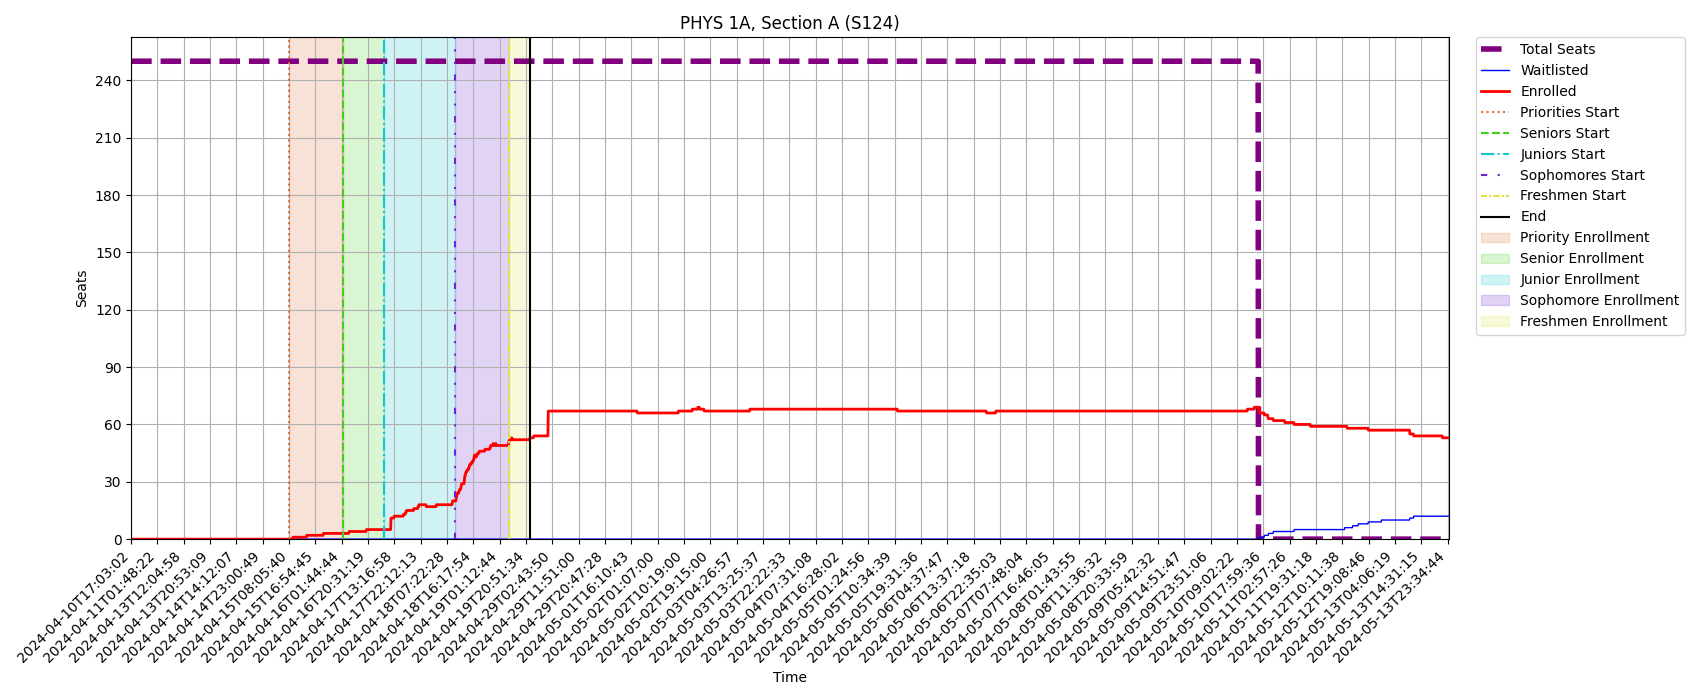 PHYS 1A, Section A (S124)
Seats
240
210
180
150
120
90
60
30
0
2024-04-10T17:03:02
2024-04-11T01:48:22
2024-04-13T12:04:58
2024-04-13T20:53:09
2024-04-14T14:12:07
2024-04-14T23:00:49
2024-04-15T08:05:40
2024-04-15T16:54:45
2024-04-16T01:44:44
2024-04-16T20:31:19
2024-04-17T13:16:58
2024-04-17T22:12:13
2024-04-18T07:22:28
2024-04-18T16:17:54
2024-04-19T01:12:44
2024-04-19T20:51:34
2024-04-29T02:43:50
2024-04-29T11:51:00
2024-04-29T20:47:28
2024-05-01T16:10:43
2024-05-02T01:07:00
2024-05-02T10:19:00
2024-05-02T19:15:00
2024-05-03T04:26:57
2024-05-03T13:25:37
2024-05-03T22:22:33
2024-05-04T07:31:08
2024-05-04T16:28:02
2024-05-05T01:24:56
2024-05-05T10:34:39
2024-05-05T19:31:36
2024-05-06T04:37:47
2024-05-06T13:37:18
2024-05-06T22:35:03
2024-05-07T07:48:04
2024-05-07T16:46:05
2024-05-08T01:43:55
2024-05-08T11:36:32
2024-05-08T20:33:59
2024-05-09T05:42:32
2024-05-09T14:51:47
2024-05-09T23:51:06
2024-05-10T09:02:22
2024-05-10T17:59:36
2024-05-11T02:57:26
2024-05-11T19:31:18
2024-05-12T10:11:38
2024-05-12T19:08:46
2024-05-13T04:06:19
2024-05-13T14:31:15
2024-05-13T23:34:44
Time
Total Seats
Waitlisted
Enrolled
Priorities Start
Seniors Start
Juniors Start
Sophomores Start
Freshmen Start
End
Priority Enrollment
Senior Enrollment
Junior Enrollment
Sophomore Enrollment
Freshmen Enrollment